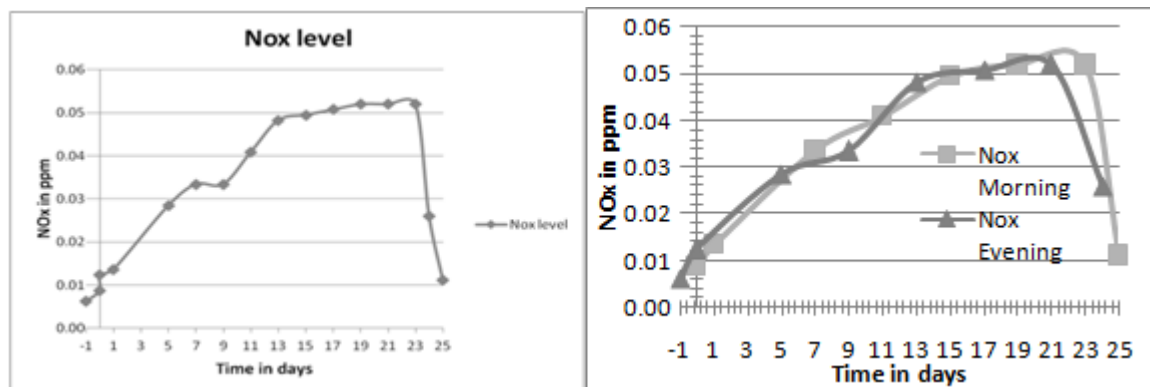 Nox level
0.06
0.05
0.04
0.03
0.02
0.01
0.00
NOx in ppm
-1 1 3 5 7 9 11 13 15 17 19 21 23 25
Time in days
Nox level
0.06
0.05
0.04
0.03
0.02
0.01
0.00
NOx in ppm
-1 1 3 5 7 9 11 13 15 17 19 21 23 25
Time in days
Nox
Morning
Nox
Evening